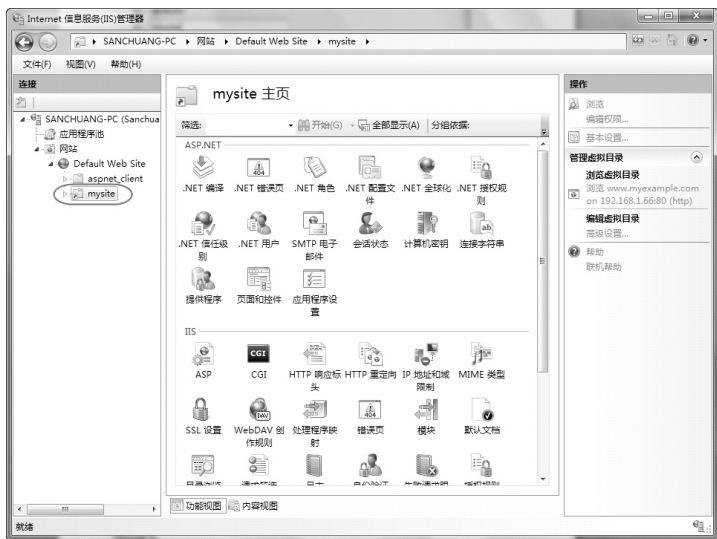 Internet 信息服务(IIS)管理器
SANCHUANG-PC ▸ 网站 ▸ Default Web Site ▸ mysite ▸
文件(F) 视图(V) 帮助(H)
连接
SANCHUANG-PC (Sanchua
应用程序池
网站
Default Web Site
aspnet_client
mysite
mysite 主页
筛选: 开始(G) 全部显示(A) 分组依据:
ASP.NET
.NET 编译 .NET 错误页 .NET 角色 .NET 配置文件 .NET 全球化 .NET 授权规则
.NET 信任级别 .NET 用户 SMTP 电子邮件 会话状态 计算机密钥 连接字符串
提供程序 页面和控件 应用程序设置
IIS
ASP CGI HTTP 响应标头 HTTP 重定向 IP 地址和域限制 MIME 类型
SSL 设置 WebDAV 创作规则 处理程序映射 错误页 模块 默认文档
功能视图 内容视图
操作
浏览
编辑权限...
基本设置...
管理虚拟目录
浏览虚拟目录
浏览 www.myexample.com
on 192.168.1.66:80 (http)
编辑虚拟目录
高级设置...
帮助
联机帮助
就绪